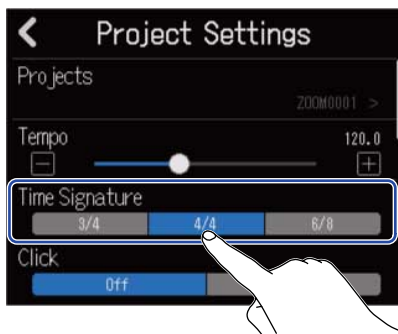 Project Settings
Projects
ZOOM0001 >
Tempo
120.0
Time Signature
3/4 4/4 6/8
Click
Off